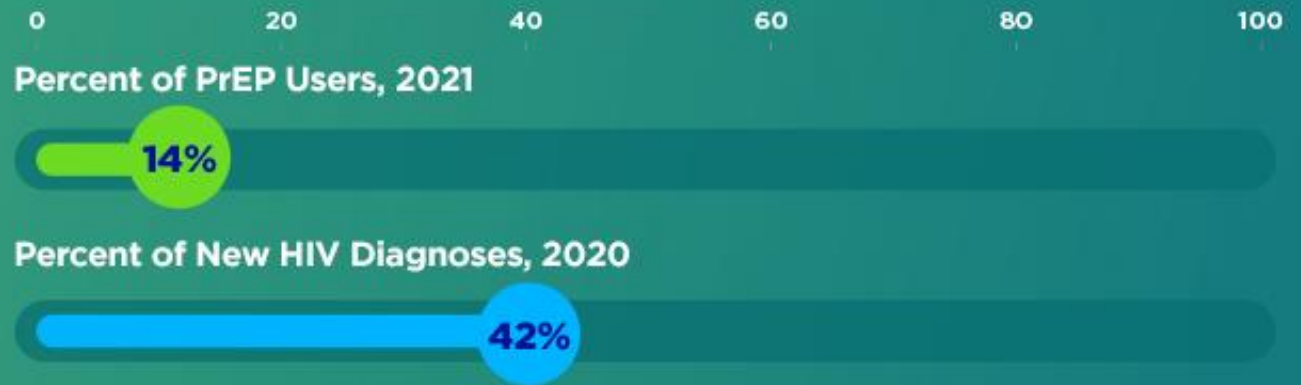 0 20 40 60 80 100
Percent of PrEP Users, 2021
14%
Percent of New HIV Diagnoses, 2020
42%